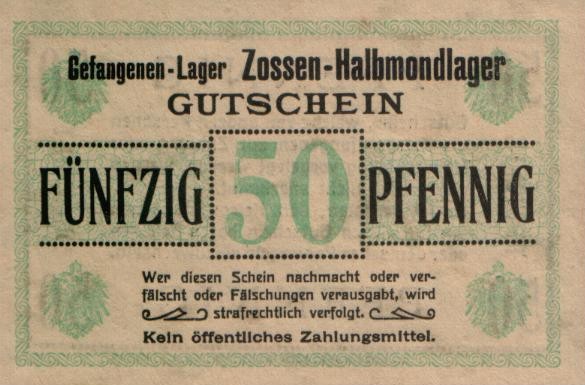 Gefangenen-Lager Zossen-Halbmondlager
GUTSCHEIN
FÜNFZIG 50 PFENNIG
Wer diesen Schein nachmacht oder ver-
fälscht oder Fälschungen verausgabt, wird
strafrechtlich verfolgt.
Kein öffentliches Zahlungsmittel.